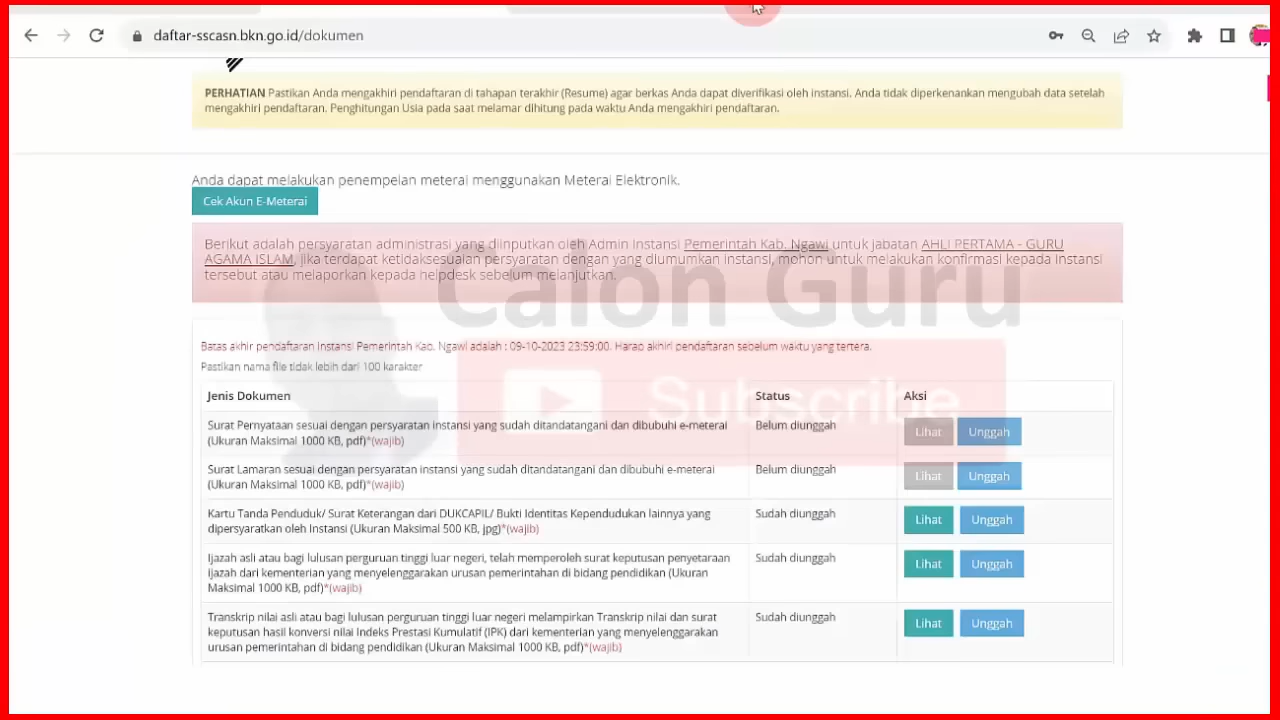 daftar-sscasn.bkn.go.id/dokumen
PERHATIAN Pastikan Anda mengakhiri pendaftaran di tahapan terakhir (Resume) agar berkas Anda dapat diverifikasi oleh instansi. Anda tidak diperkenankan mengubah data setelah
mengakhiri pendaftaran. Penghitungan Usia pada saat melamar dihitung pada waktu Anda mengakhiri pendaftaran.
Anda dapat melakukan penempelan meterai menggunakan Meterai Elektronik.
Cek Akun E-Meterai
Berikut adalah persyaratan administrasi yang diinputkan oleh Admin Instansi Pemerintah Kab. Ngawi untuk jabatan AHLI PERTAMA - GURU
AGAMA ISLAM, jika terdapat ketidaksesuaian persyaratan dengan yang diumumkan instansi, mohon untuk melakukan konfirmasi kepada Instansi
tersebut atau melaporkan kepada helpdesk sebelum melanjutkan.
Calon Guru
Subscribe
Batas akhir pendaftaran Instansi Pemerintah Kab. Ngawi adalah : 09-10-2023 23:59:00. Harap akhiri pendaftaran sebelum waktu yang tertera.
Pastikan nama file tidak lebih dari 100 karakter
Jenis Dokumen Status Aksi
Surat Pernyataan sesuai dengan persyaratan instansi yang sudah ditandatangani dan dibubuhi e-meterai Belum diunggah Lihat Unggah
(Ukuran Maksimal 1000 KB, pdf)*(wajib)
Surat Lamaran sesuai dengan persyaratan instansi yang sudah ditandatangani dan dibubuhi e-meterai Belum diunggah Lihat Unggah
(Ukuran Maksimal 1000 KB, pdf)*(wajib)
Kartu Tanda Penduduk/ Surat Keterangan dari DUKCAPIL/ Bukti Identitas Kependudukan lainnya yang Sudah diunggah Lihat Unggah
dipersyaratkan oleh Instansi (Ukuran Maksimal 500 KB, jpg)*(wajib)
Ijazah asli atau bagi lulusan perguruan tinggi luar negeri, telah memperoleh surat keputusan penyetaraan Sudah diunggah Lihat Unggah
ijazah dari kementerian yang menyelenggarakan urusan pemerintahan di bidang pendidikan (Ukuran
Maksimal 1000 KB, pdf)*(wajib)
Transkrip nilai asli atau bagi lulusan perguruan tinggi luar negeri melampirkan Transkrip nilai dan surat Sudah diunggah Lihat Unggah
keputusan hasil konversi nilai Indeks Prestasi Kumulatif (IPK) dari kementerian yang menyelenggarakan
urusan pemerintahan di bidang pendidikan (Ukuran Maksimal 1000 KB, pdf)*(wajib)